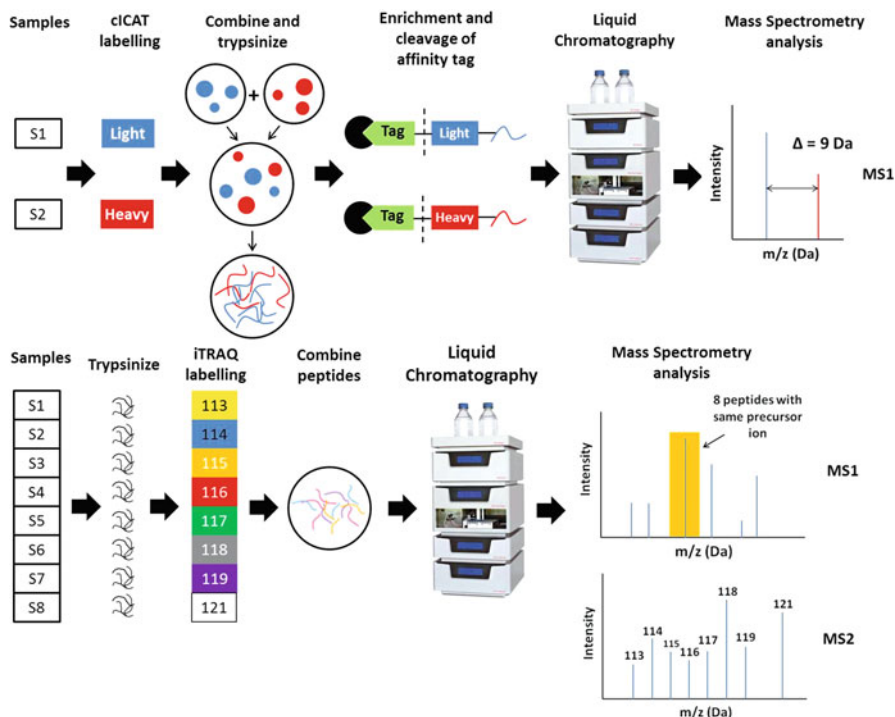 Samples
cICAT
labelling
Combine and
trypsinize
Enrichment and
cleavage of
affinity tag
Liquid
Chromatography
Mass Spectrometry
analysis
S1
Light
+
Tag
Light
S2
Heavy
Tag
Heavy
Intensity
Δ = 9 Da
MS1
m/z (Da)
Samples
Trypsinize
iTRAQ
labelling
Combine
peptides
Liquid
Chromatography
Mass Spectrometry
analysis
S1
S2
S3
S4
S5
S6
S7
S8
113
114
115
116
117
118
119
121
8 peptides with
same precursor
ion
Intensity
MS1
m/z (Da)
Intensity
113
114
115
116
117
118
119
121
MS2
m/z (Da)